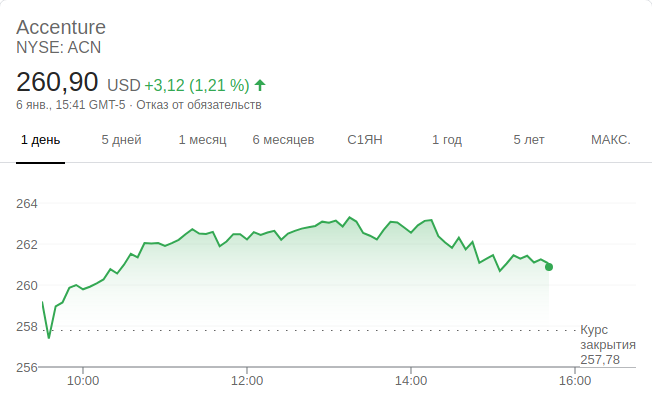 Accenture
NYSE: ACN
260,90 USD +3,12 (1,21 %)
6 янв., 15:41 GMT-5 · Отказ от обязательств
1 день 5 дней 1 месяц 6 месяцев С1ЯН 1 год 5 лет МАКС.
264
262
260
258
256
Курс
закрытия
257,78
10:00 12:00 14:00 16:00